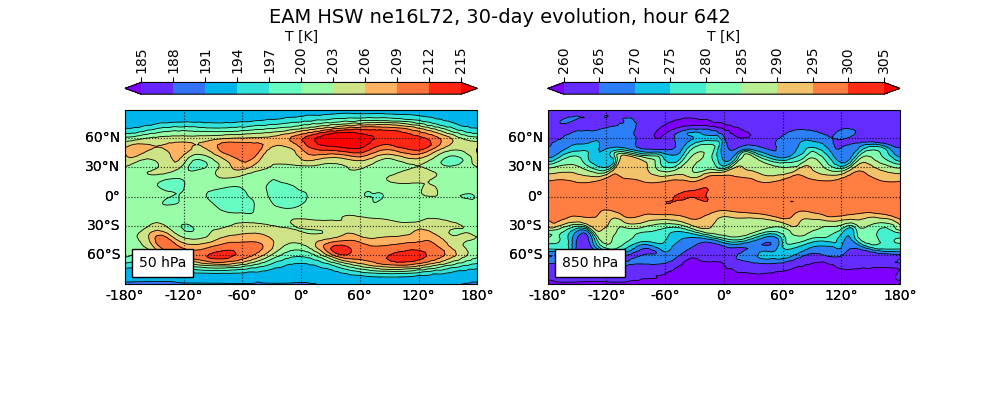 EAM HSW ne16L72, 30-day evolution, hour 642
T [K]
185 188 191 194 197 200 203 206 209 212 215
60°N
30°N
0°
30°S
60°S
50 hPa
-180° -120° -60° 0° 60° 120° 180°
T [K]
260 265 270 275 280 285 290 295 300 305
60°N
30°N
0°
30°S
60°S
850 hPa
-180° -120° -60° 0° 60° 120° 180°